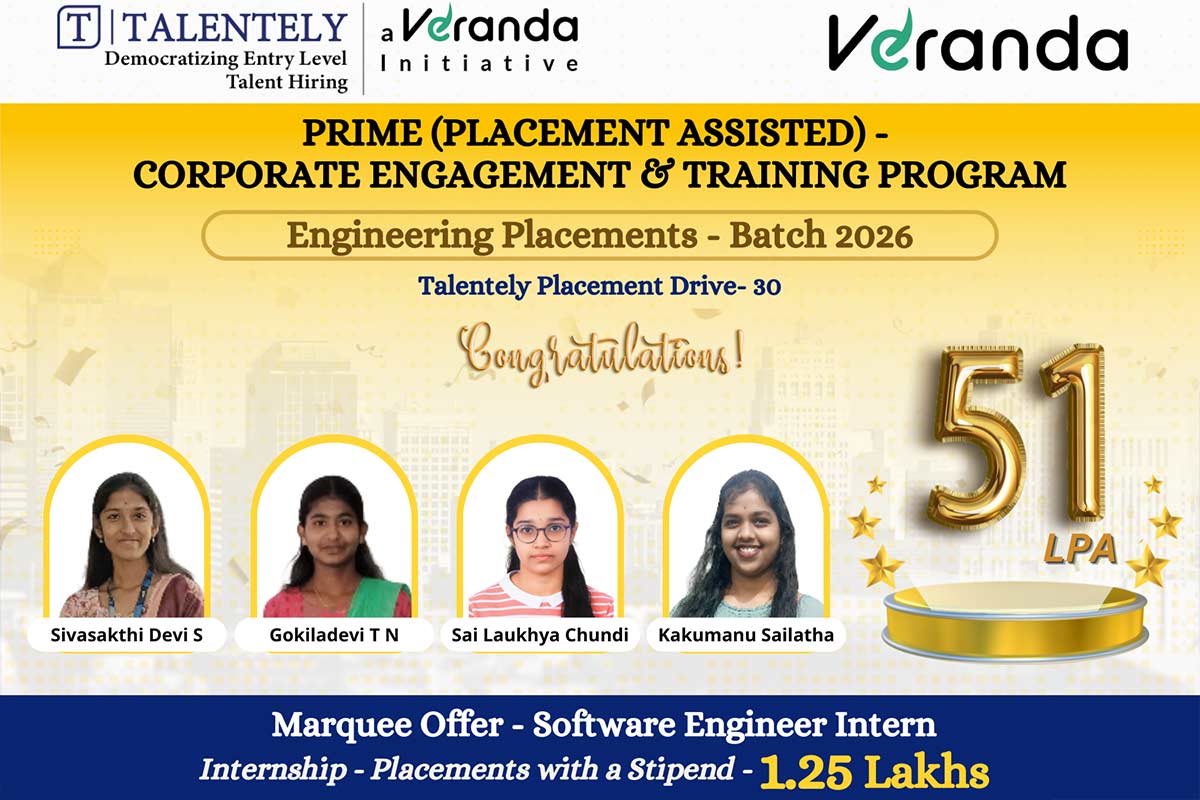 T TALENTELY
Democratizing Entry Level
Talent Hiring
a Veranda
Initiative
Veranda
PRIME (PLACEMENT ASSISTED) -
CORPORATE ENGAGEMENT & TRAINING PROGRAM
Engineering Placements - Batch 2026
Talentely Placement Drive- 30
Congratulations!
51
LPA
Sivasakthi Devi S
Gokiladevi T N
Sai Laukhya Chundi
Kakumanu Sailatha
Marquee Offer - Software Engineer Intern
Internship - Placements with a Stipend - 1.25 Lakhs